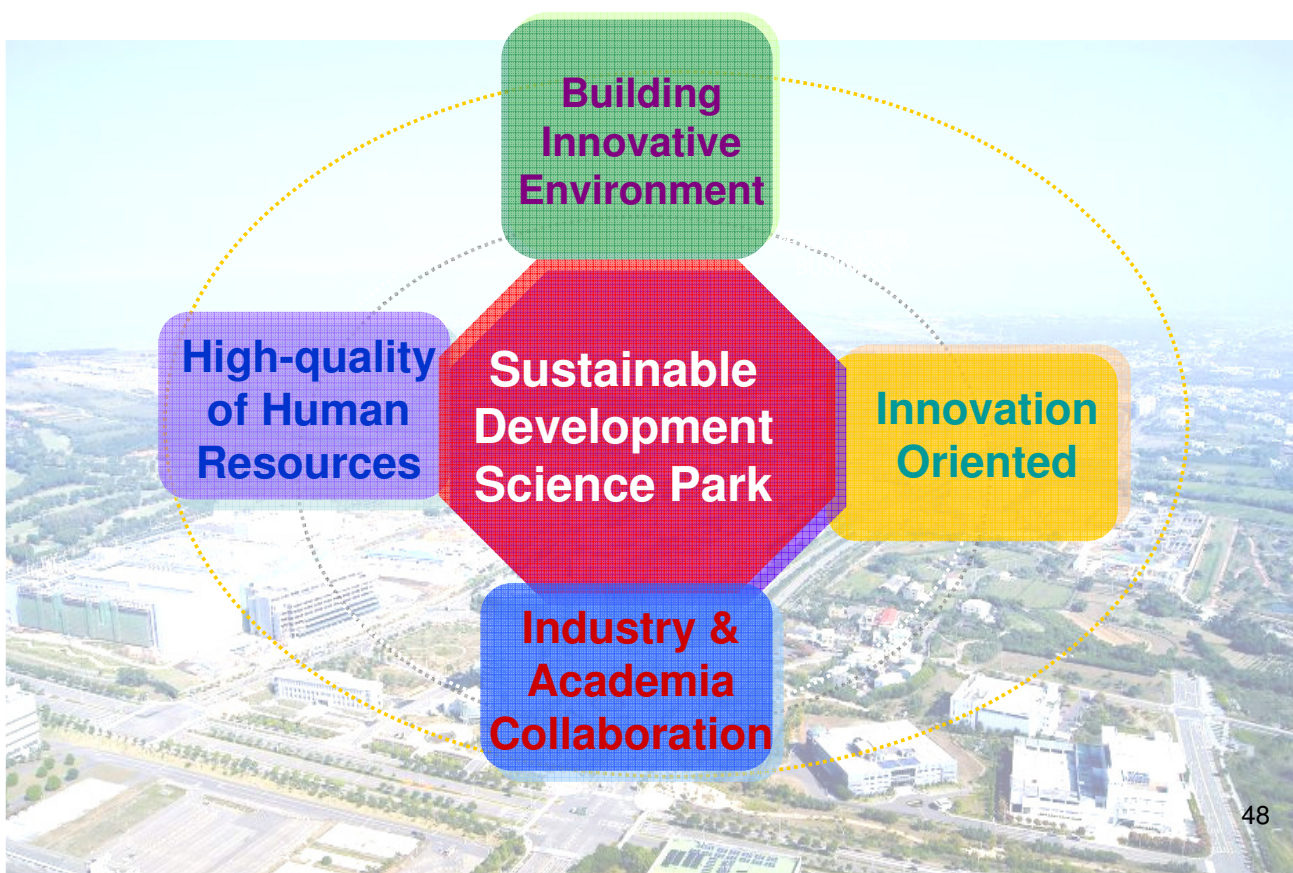 Building
Innovative
Environment
High-quality
of Human
Resources
Sustainable
Development
Science Park
Innovation
Oriented
Industry &
Academia
Collaboration
48